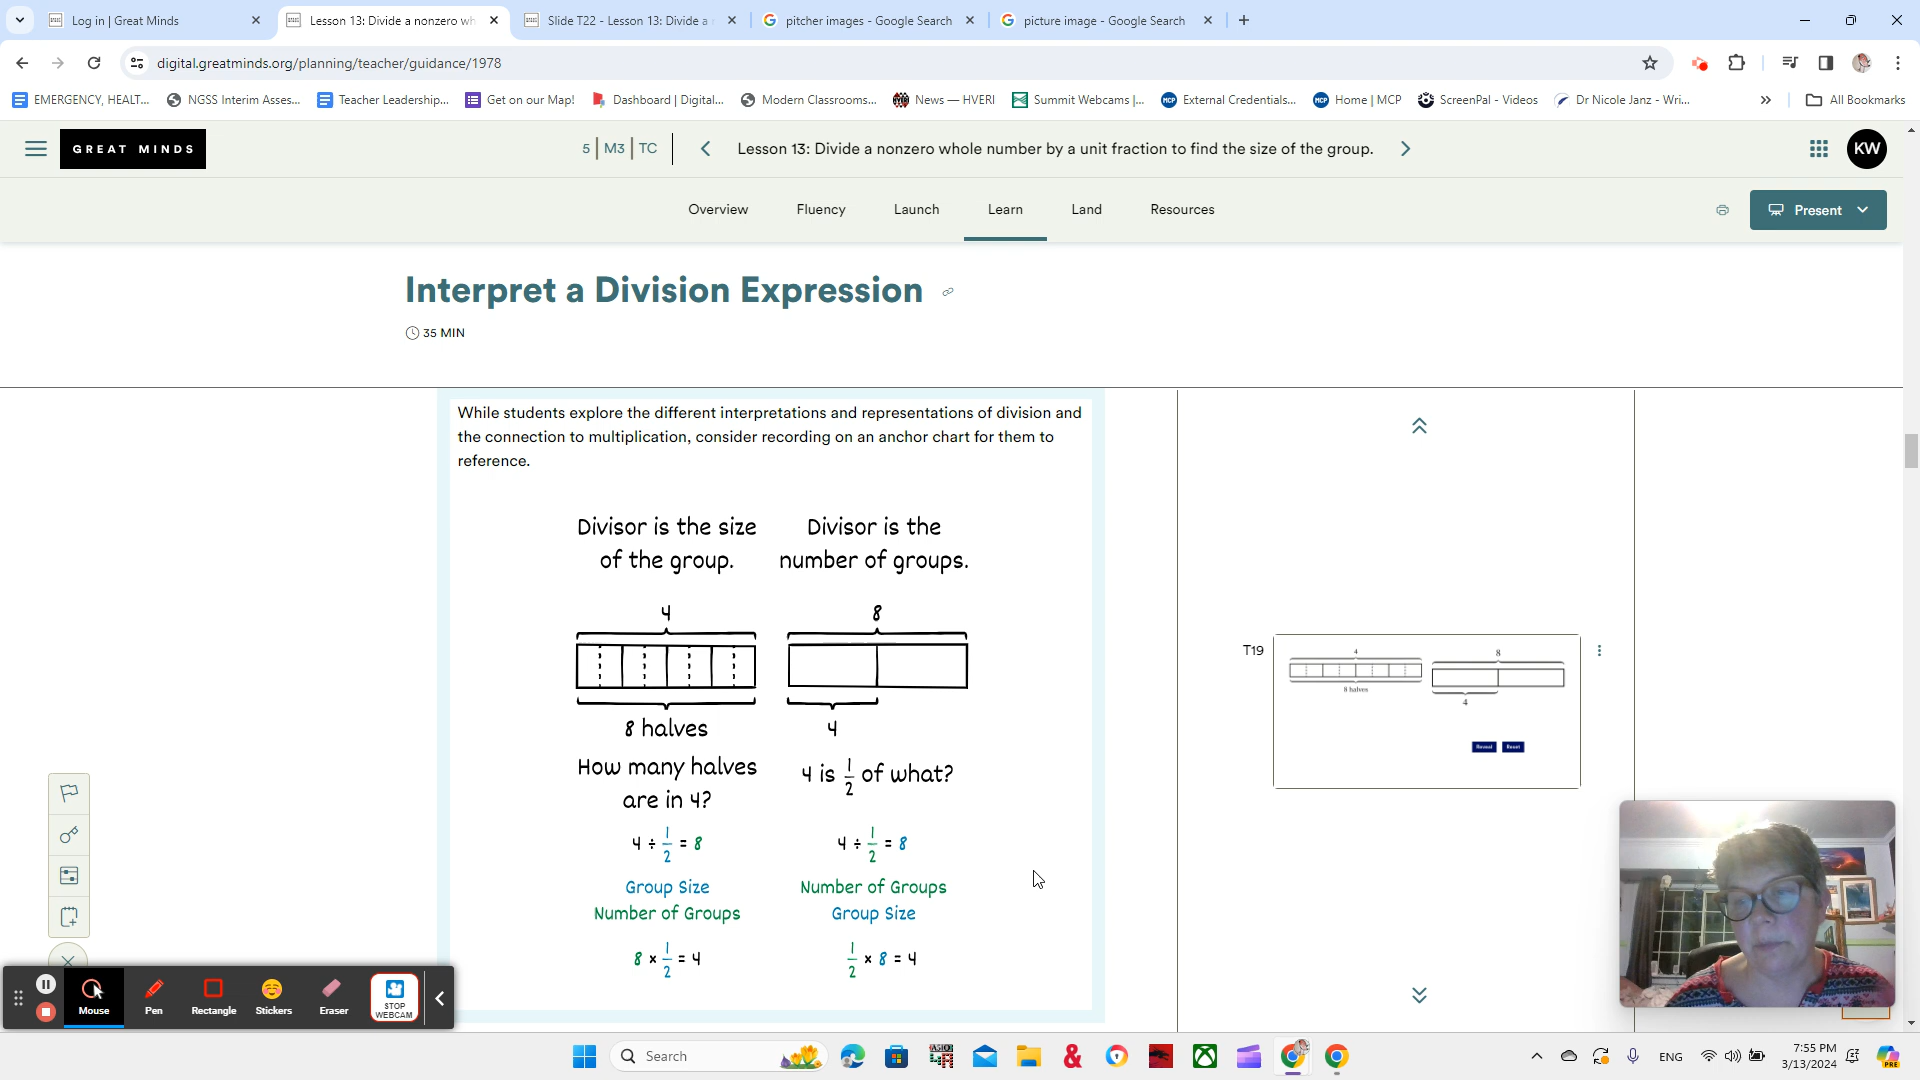 Log in | Great Minds
Lesson 13: Divide a nonzero wh
Slide T22 - Lesson 13: Divide a
pitcher images - Google Search
picture image - Google Search
digital.greatminds.org/planning/teacher/guidance/1978
EMERGENCY, HEALT...
NGSS Interim Asses...
Teacher Leadership...
Get on our Map!
Dashboard | Digital...
Modern Classrooms...
News — HVERI
Summit Webcams |...
External Credentials...
Home | MCP
ScreenPal - Videos
Dr Nicole Janz - Wri...
All Bookmarks
GREAT MINDS
5 | M3 | TC
Lesson 13: Divide a nonzero whole number by a unit fraction to find the size of the group.
KW
Overview
Fluency
Launch
Learn
Land
Resources
Present
Interpret a Division Expression
35 MIN
While students explore the different interpretations and representations of division and
the connection to multiplication, consider recording on an anchor chart for them to
reference.
Divisor is the size
of the group.
4
8 halves
How many halves
are in 4?
4 ÷ 1/2 = 8
Group Size
Number of Groups
8 × 1/2 = 4
Divisor is the
number of groups.
8
4
4 is 1/2 of what?
4 ÷ 1/2 = 8
Number of Groups
Group Size
1/2 × 8 = 4
T19
4
8 halves
8
4
Reveal
Reset
Mouse
Pen
Rectangle
Stickers
Eraser
STOP
WEBCAM
Search
ENG
7:55 PM
3/13/2024
PRE